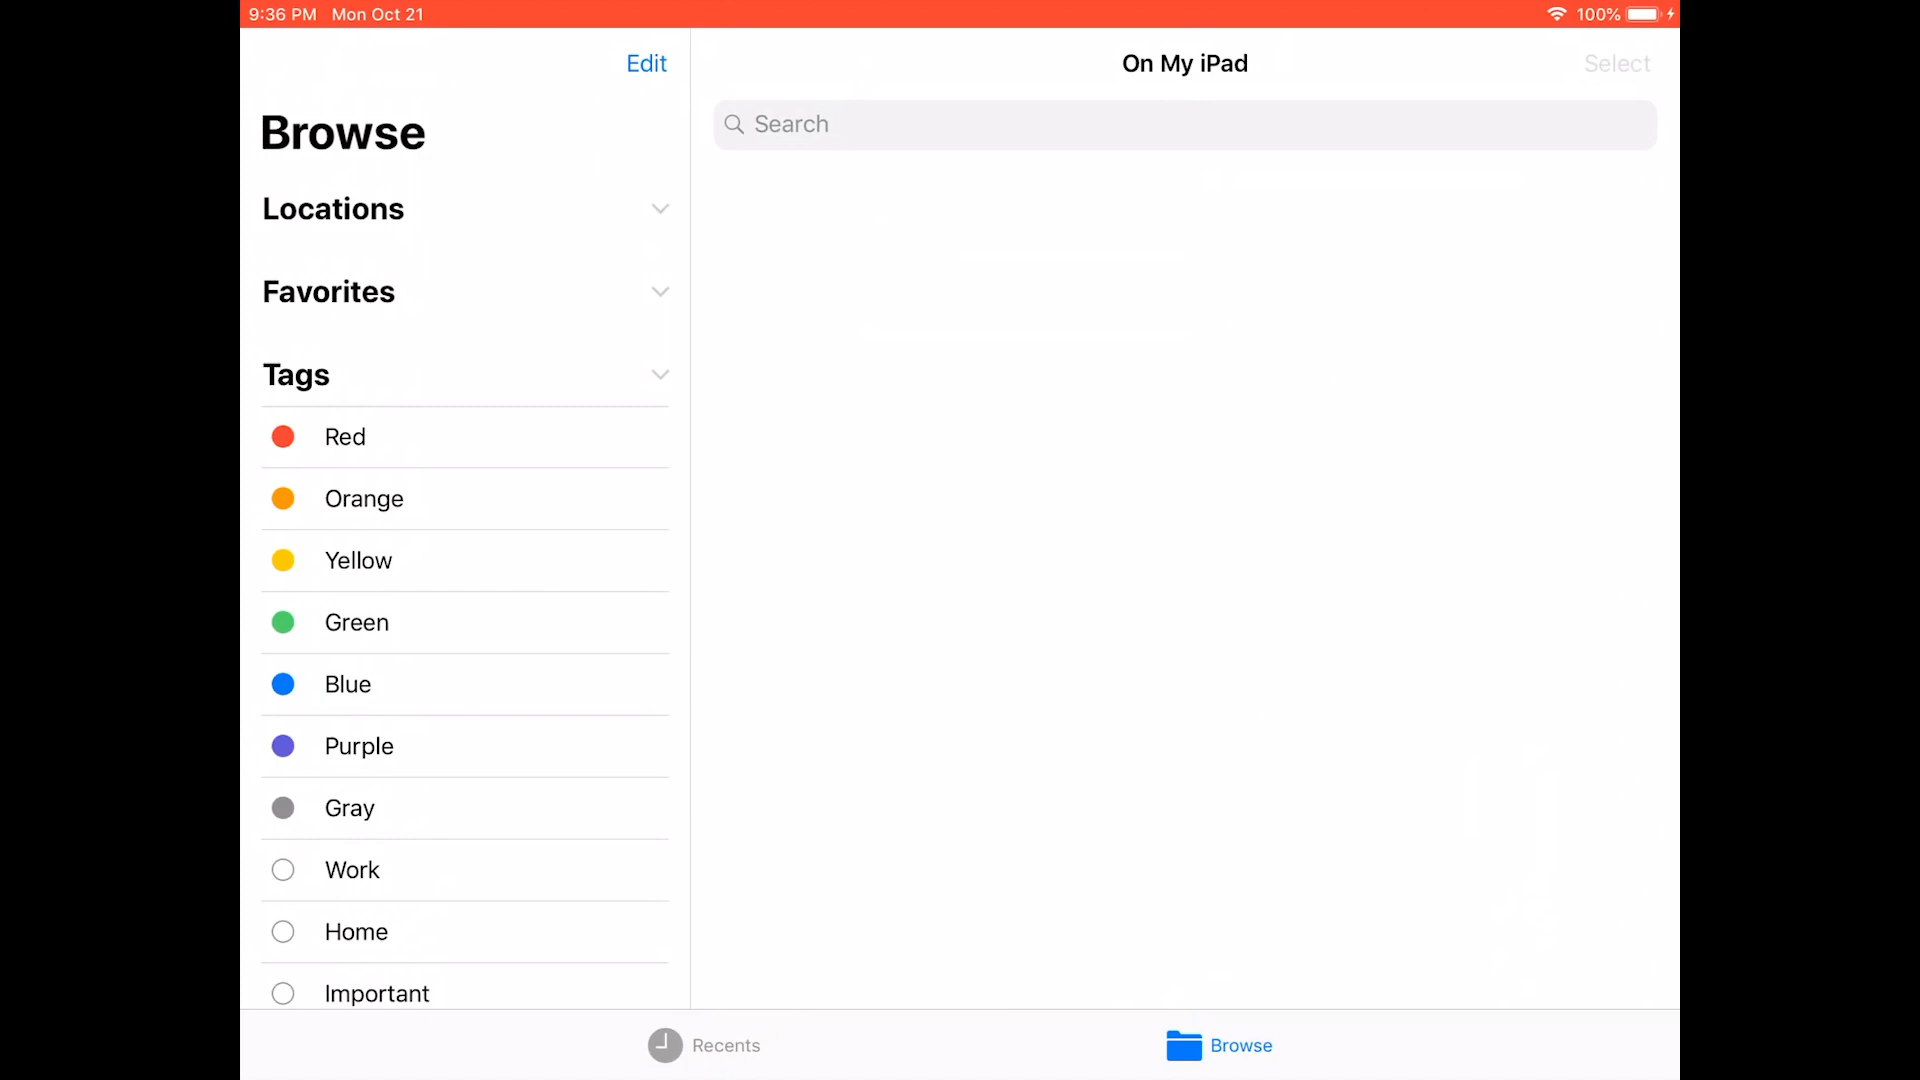 9:36 PM Mon Oct 21
100%
Edit
Browse
Locations
Favorites
Tags
Red
Orange
Yellow
Green
Blue
Purple
Gray
Work
Home
Important
On My iPad
Select
Search
Recents
Browse